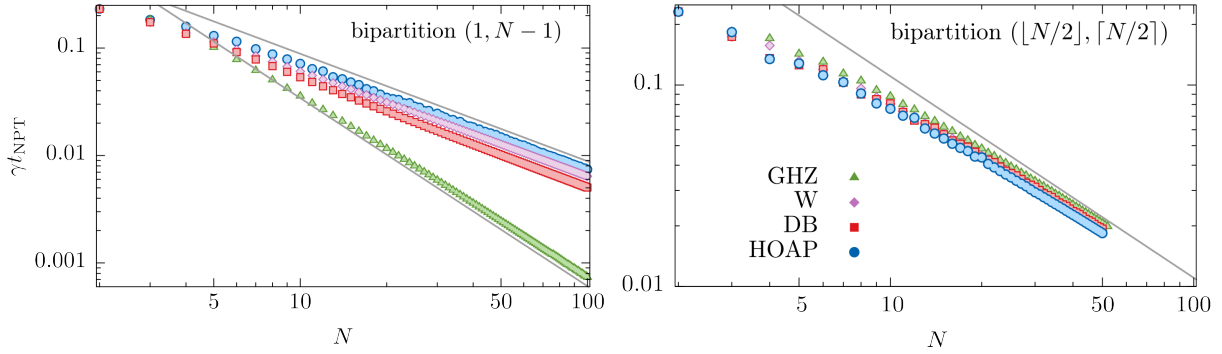 bipartition (1, N − 1)
0.1
0.01
0.001
γt_NPT
5 10 50 100
N
bipartition (⌊N/2⌋, ⌈N/2⌉)
0.1
0.01
GHZ
W
DB
HOAP
5 10 50 100
N